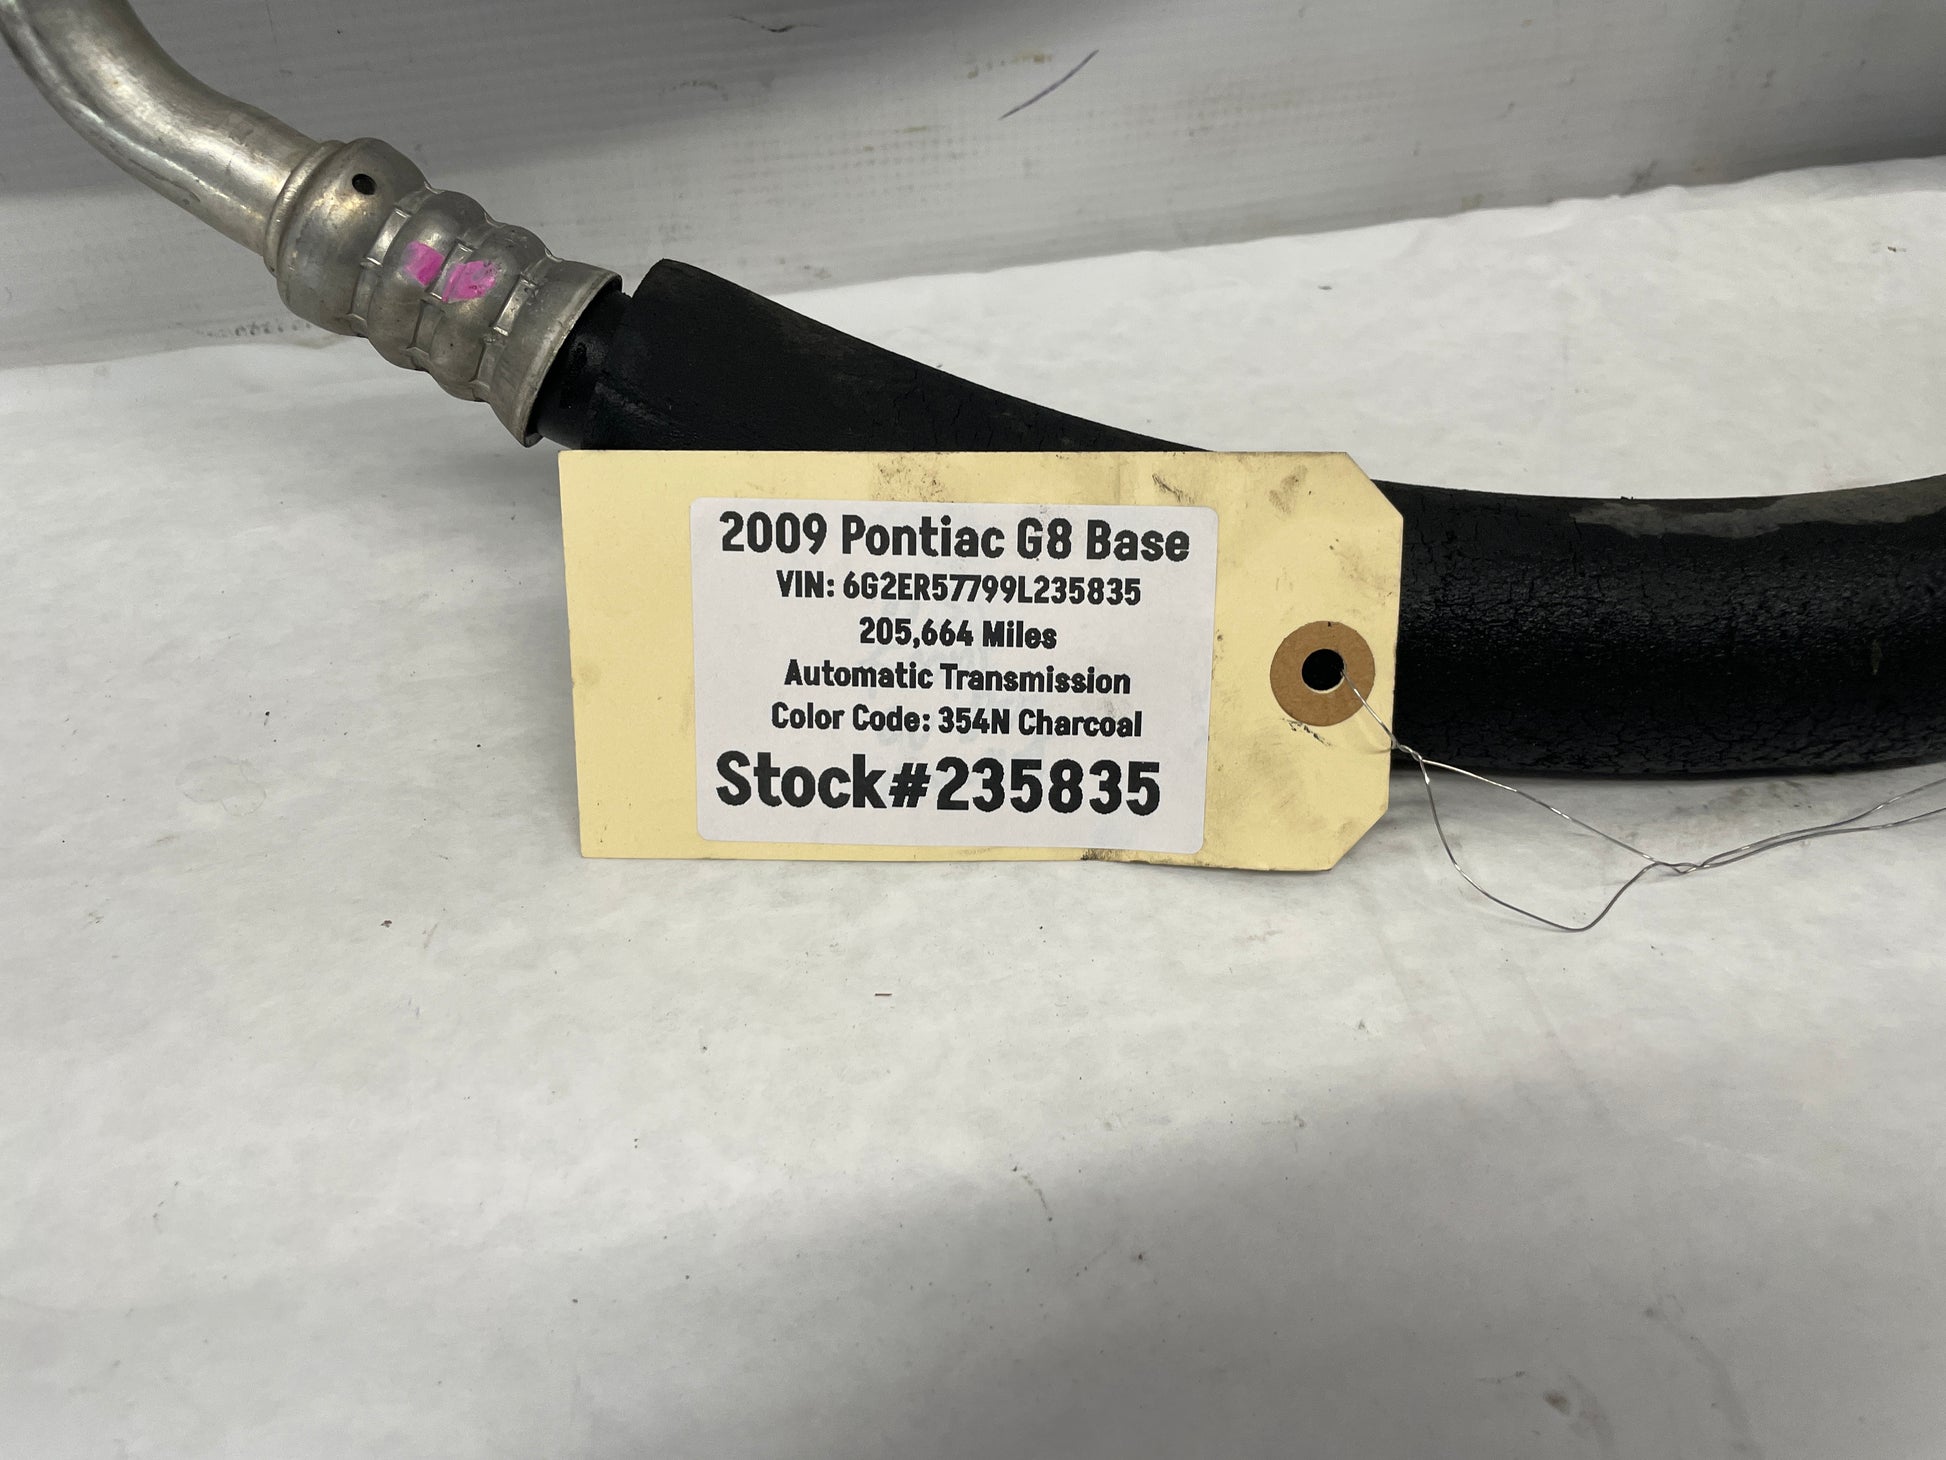 2009 Pontiac G8 Base
VIN: 6G2ER57799L235835
205,664 Miles
Automatic Transmission
Color Code: 354N Charcoal
Stock#235835